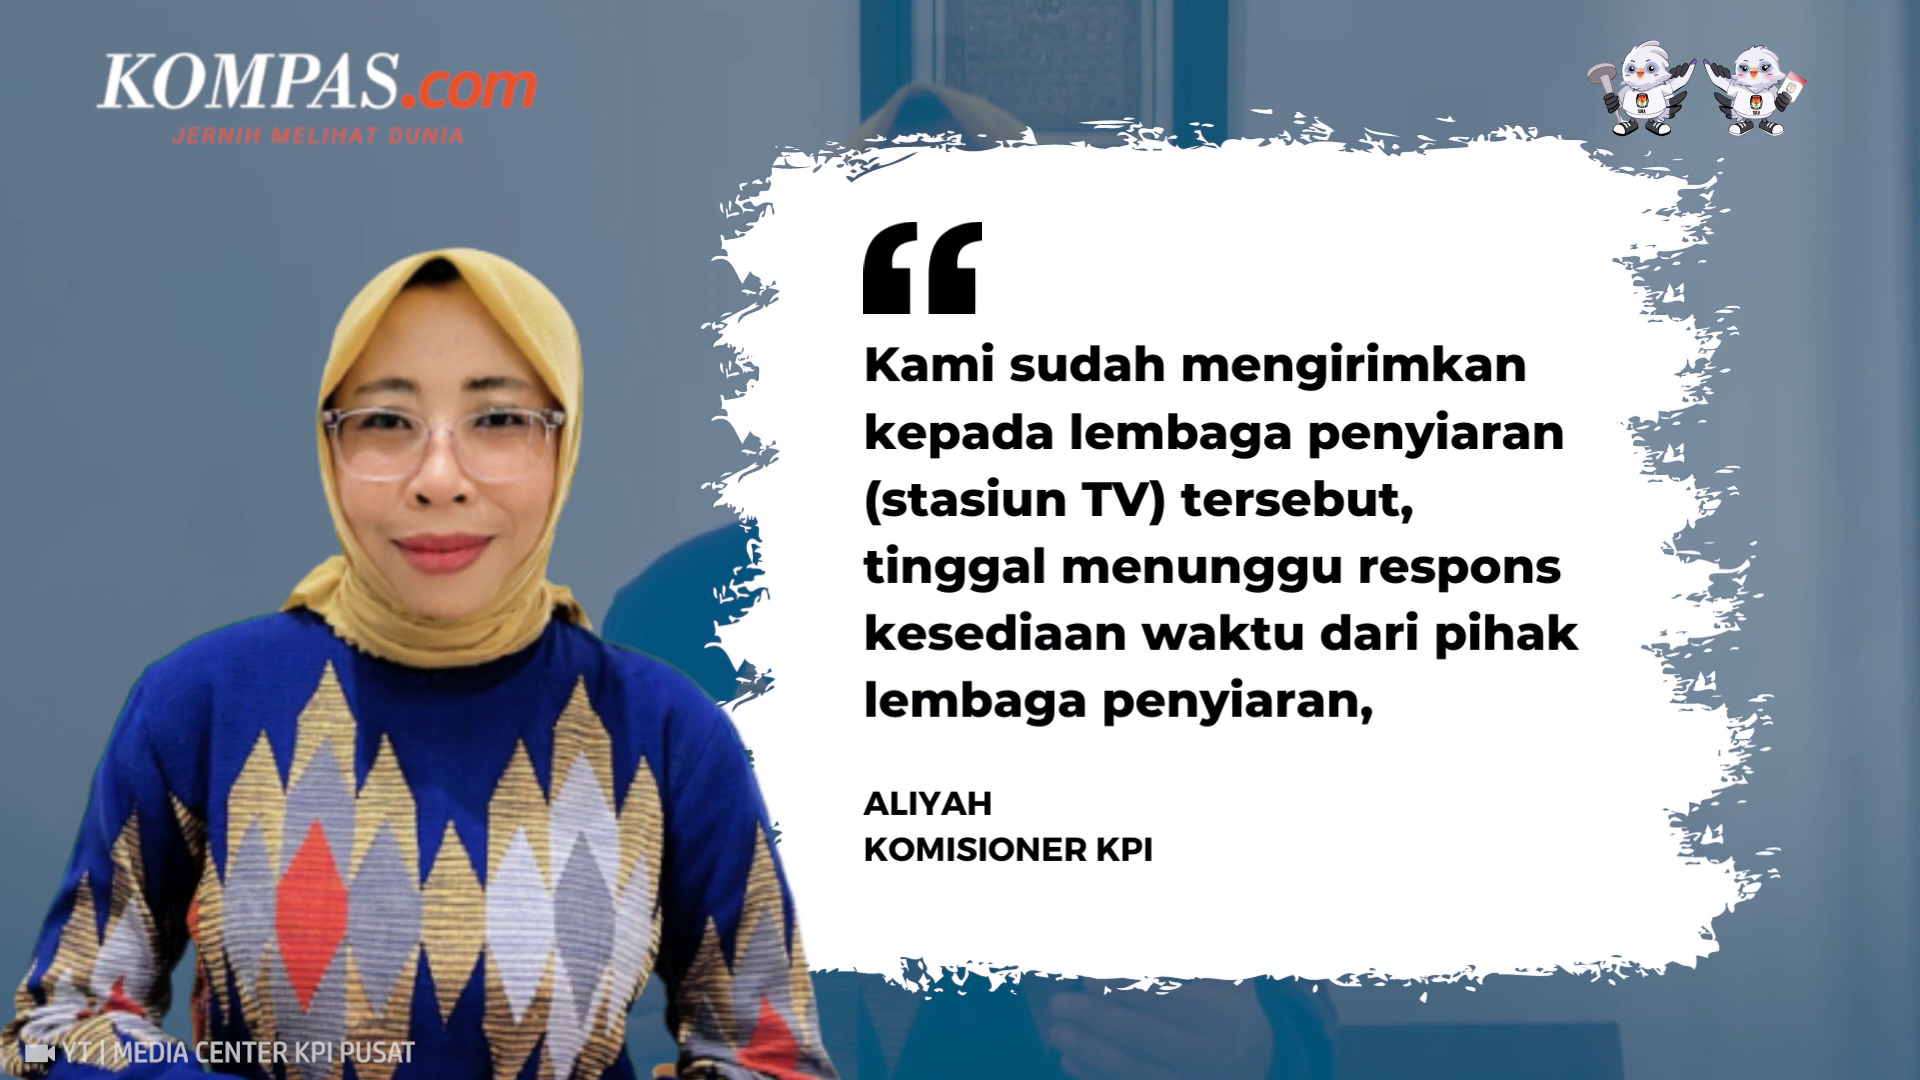 KOMPAS.com
JERNIH MELIHAT DUNIA
“
Kami sudah mengirimkan
kepada lembaga penyiaran
(stasiun TV) tersebut,
tinggal menunggu respons
kesediaan waktu dari pihak
lembaga penyiaran,
ALIYAH
KOMISIONER KPI
YT | MEDIA CENTER KPI PUSAT